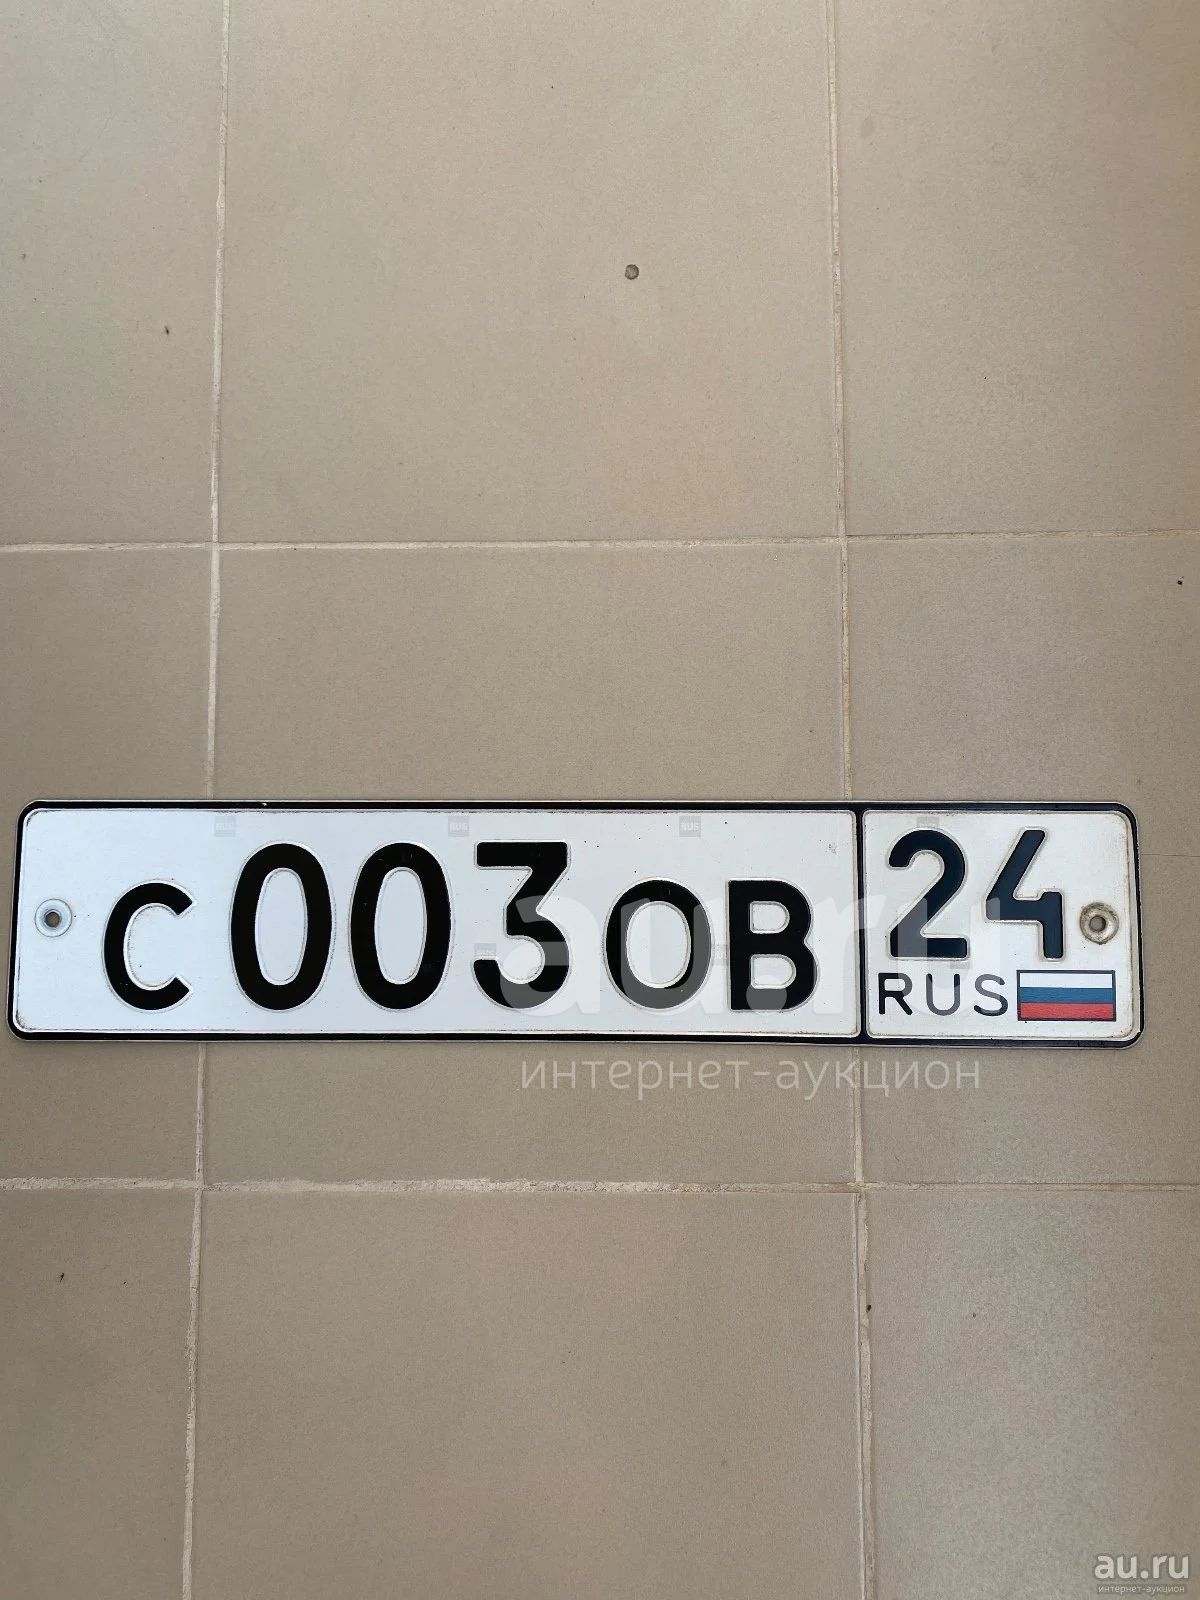 С003ОВ 24
RUS
au.ru
интернет-аукцион
au.ru
интернет-аукцион